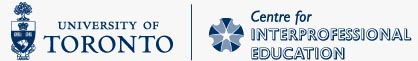 UNIVERSITY OF
TORONTO
Centre for
INTERPROFESSIONAL
EDUCATION